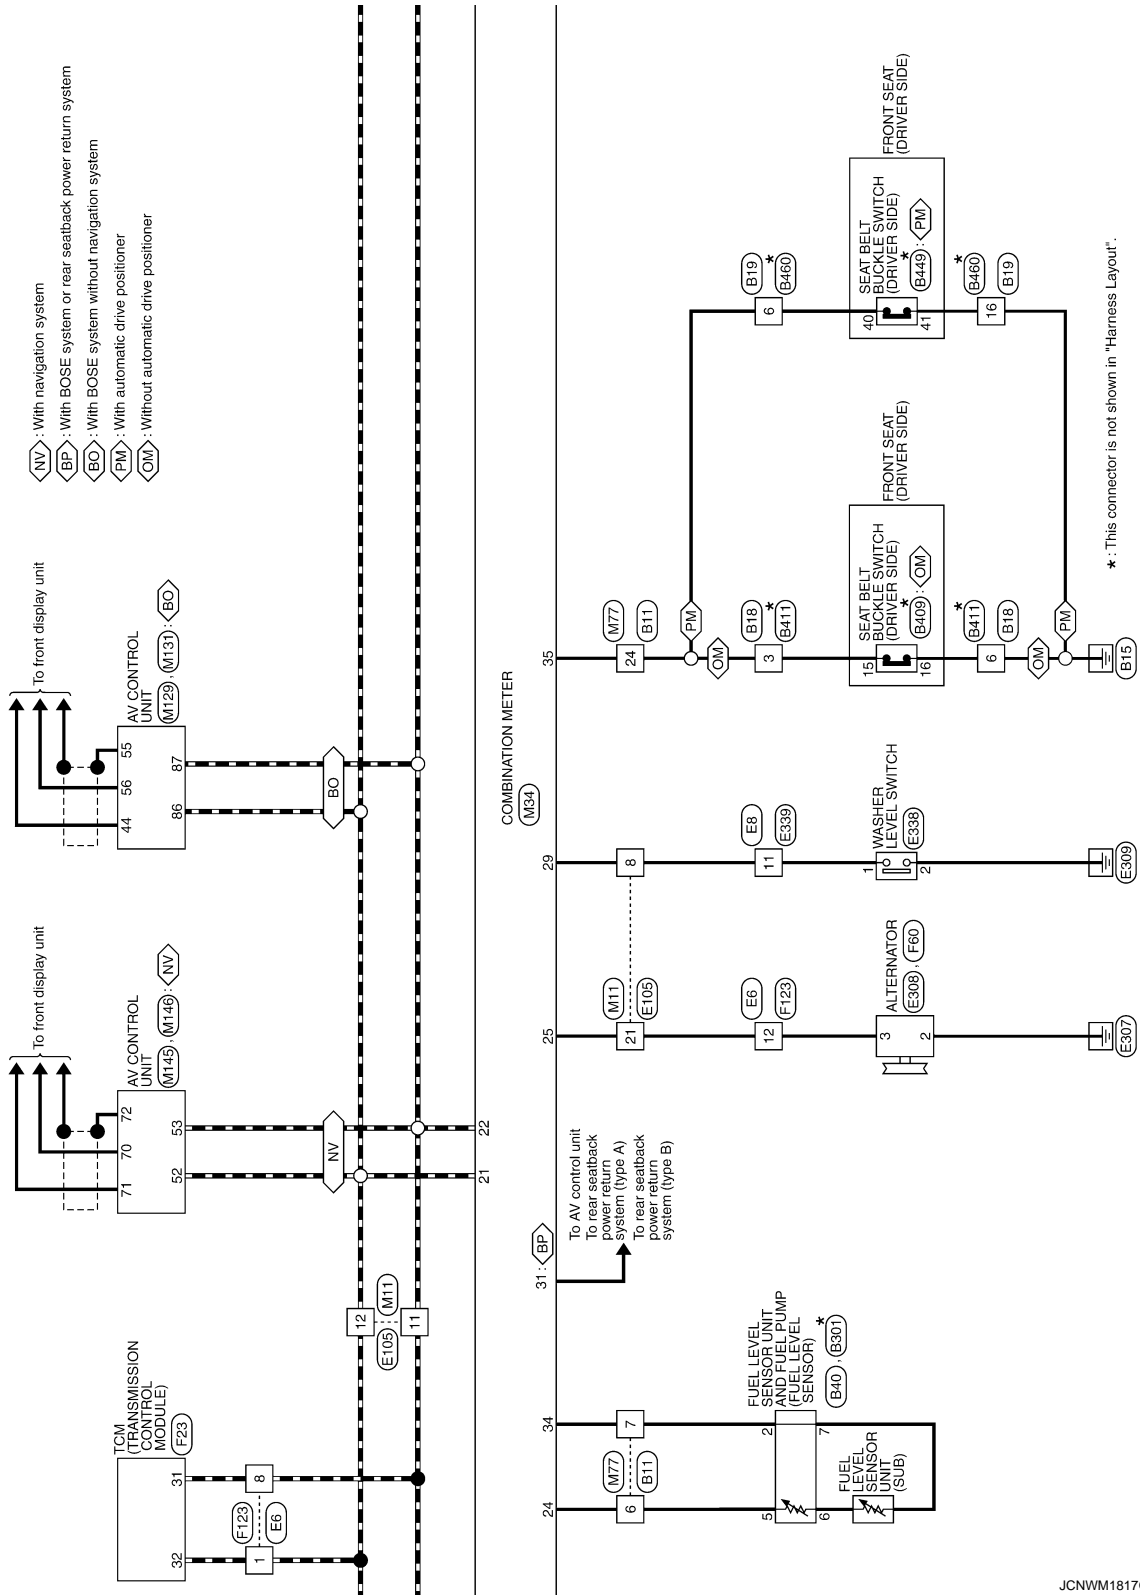 NV : With navigation system
BP : With BOSE system or rear seatback power return system
BO : With BOSE system without navigation system
PM : With automatic drive positioner
OM : Without automatic drive positioner
TCM
(TRANSMISSION
CONTROL
MODULE)
F23
32
31
F123
E6
1
8
To front display unit
AV CONTROL
UNIT
M145 , M146 : NV
71
70
72
52
53
NV
12
11
E105
M11
21
22
To front display unit
AV CONTROL
UNIT
M129 , M131 : BO
44
56
55
86
87
BO
COMBINATION METER
M34
24
34
31 : BP
25
29
35
To AV control unit
To rear seatback
power return
system (type A)
To rear seatback
power return
system (type B)
M77
B11
6
7
FUEL LEVEL
SENSOR UNIT
AND FUEL PUMP
(FUEL LEVEL
SENSOR)
B40 , B301 *
5
2
6
7
FUEL
LEVEL
SENSOR
UNIT
(SUB)
M11
E105
21
8
E6
F123
12
ALTERNATOR
E308 , F60
3
2
E307
E8
E339
11
WASHER
LEVEL SWITCH
E338
1
2
E309
M77
B11
24
PM
OM
B18
B411 *
3
FRONT SEAT
(DRIVER SIDE)
SEAT BELT
BUCKLE SWITCH
(DRIVER SIDE)
B409 * : OM
15
16
B411 *
B18
6
OM
PM
B15
B19
B460 *
6
FRONT SEAT
(DRIVER SIDE)
SEAT BELT
BUCKLE SWITCH
(DRIVER SIDE)
B449 * : PM
40
41
B460 *
B19
16
* : This connector is not shown in "Harness Layout".